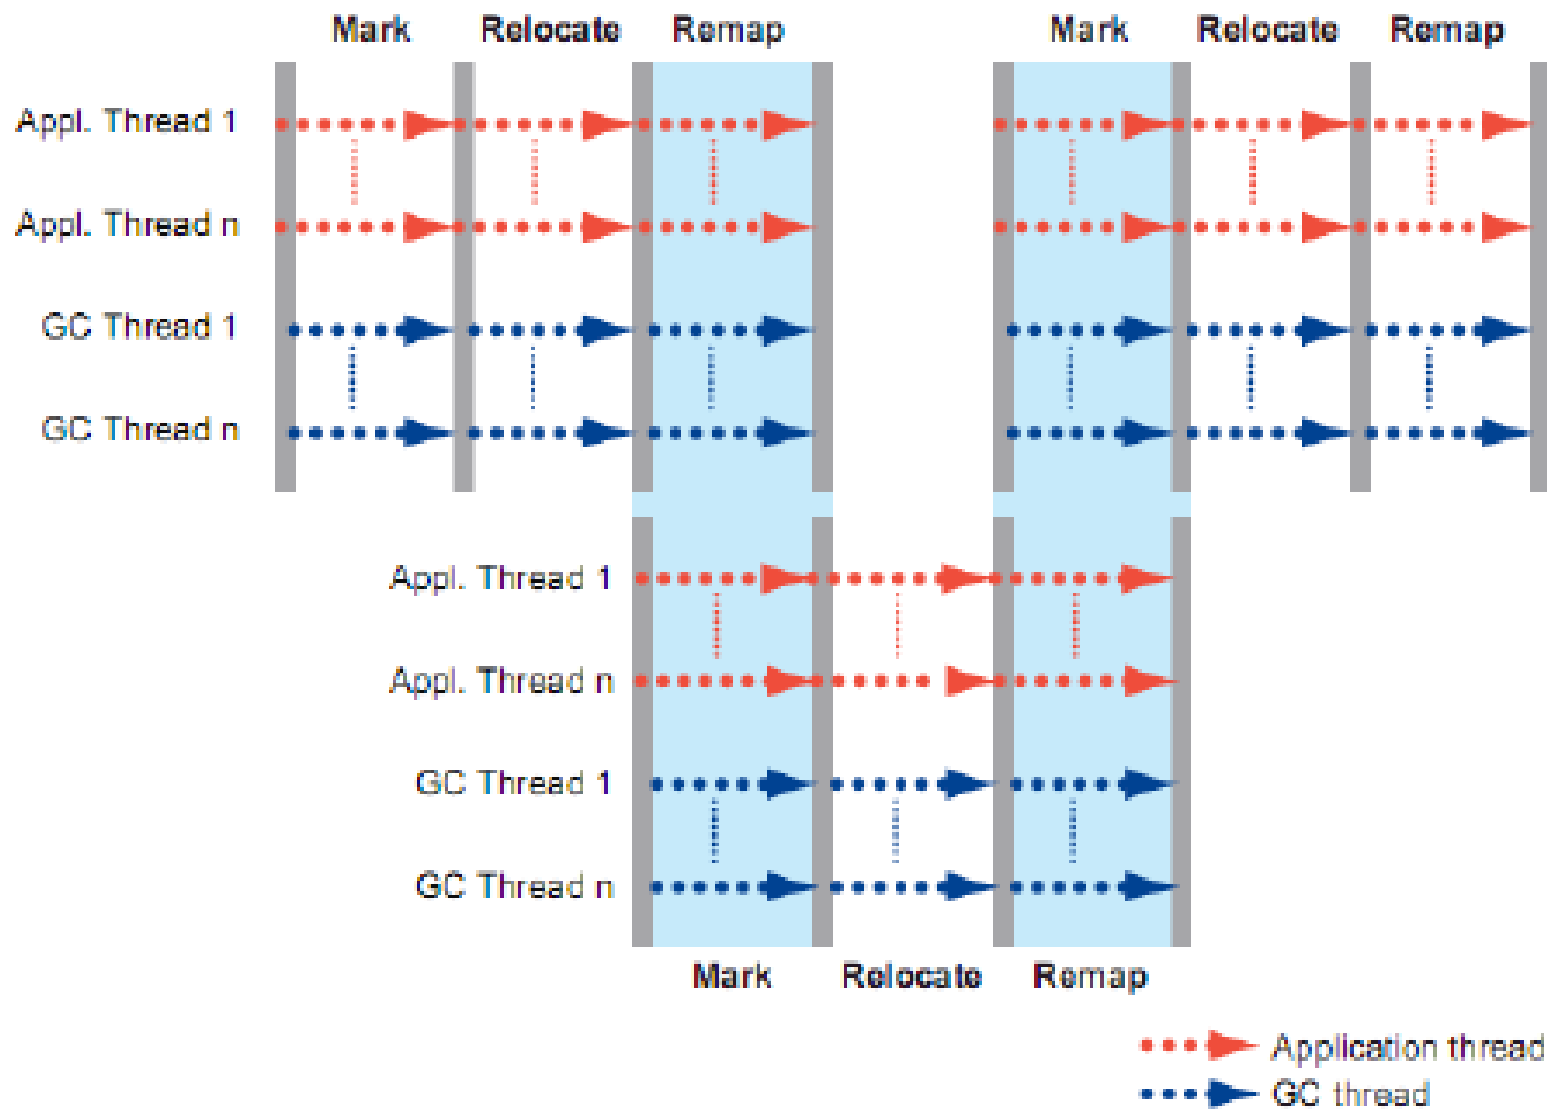 Mark Relocate Remap Mark Relocate Remap
Appl. Thread 1
Appl. Thread n
GC Thread 1
GC Thread n
Appl. Thread 1
Appl. Thread n
GC Thread 1
GC Thread n
Mark Relocate Remap
Application thread
GC thread